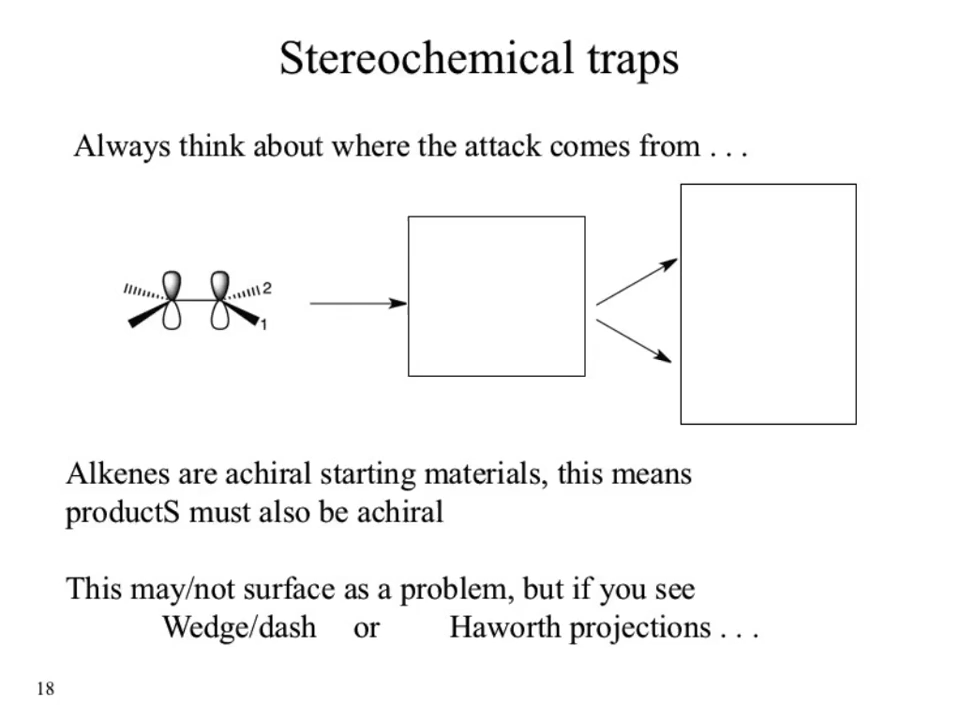 Stereochemical traps
Always think about where the attack comes from . . .
2
1
Alkenes are achiral starting materials, this means
productS must also be achiral
This may/not surface as a problem, but if you see
Wedge/dash or Haworth projections . . .
18